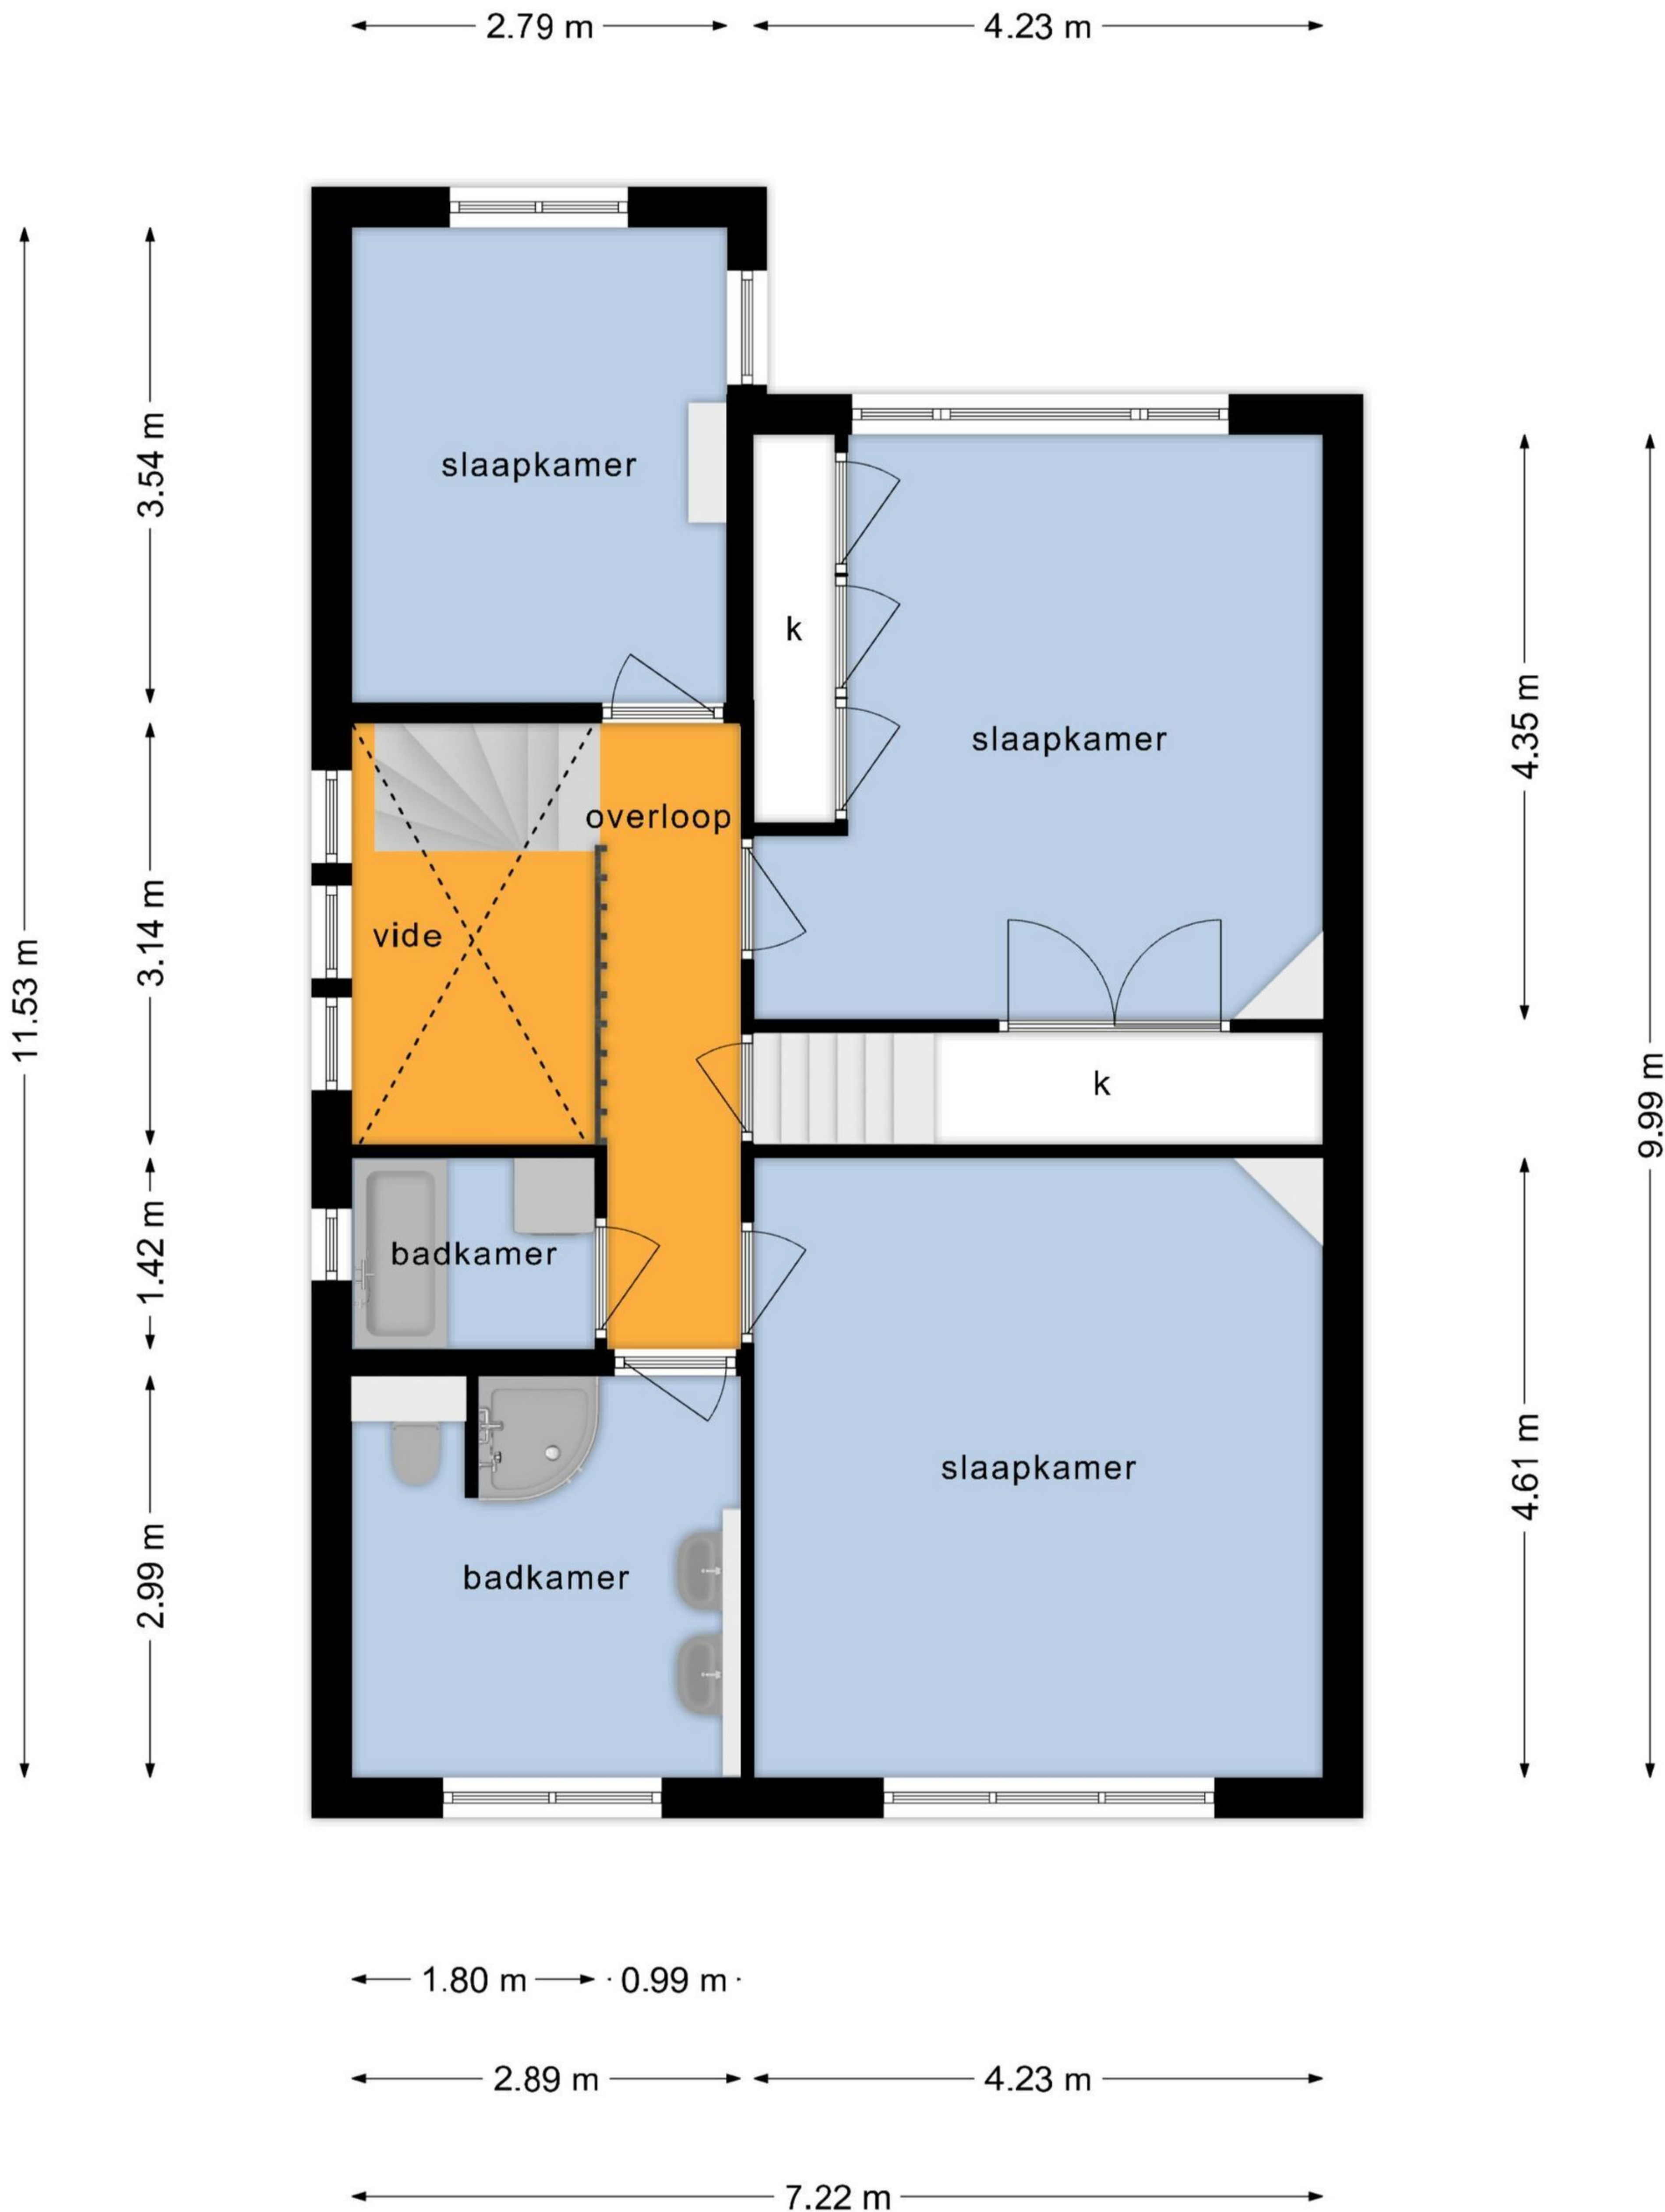 2.79 m
4.23 m
slaapkamer
k
slaapkamer
overloop
vide
k
badkamer
slaapkamer
badkamer
11.53 m
3.54 m
3.14 m
1.42 m
2.99 m
4.35 m
4.61 m
9.99 m
1.80 m
0.99 m
2.89 m
4.23 m
7.22 m